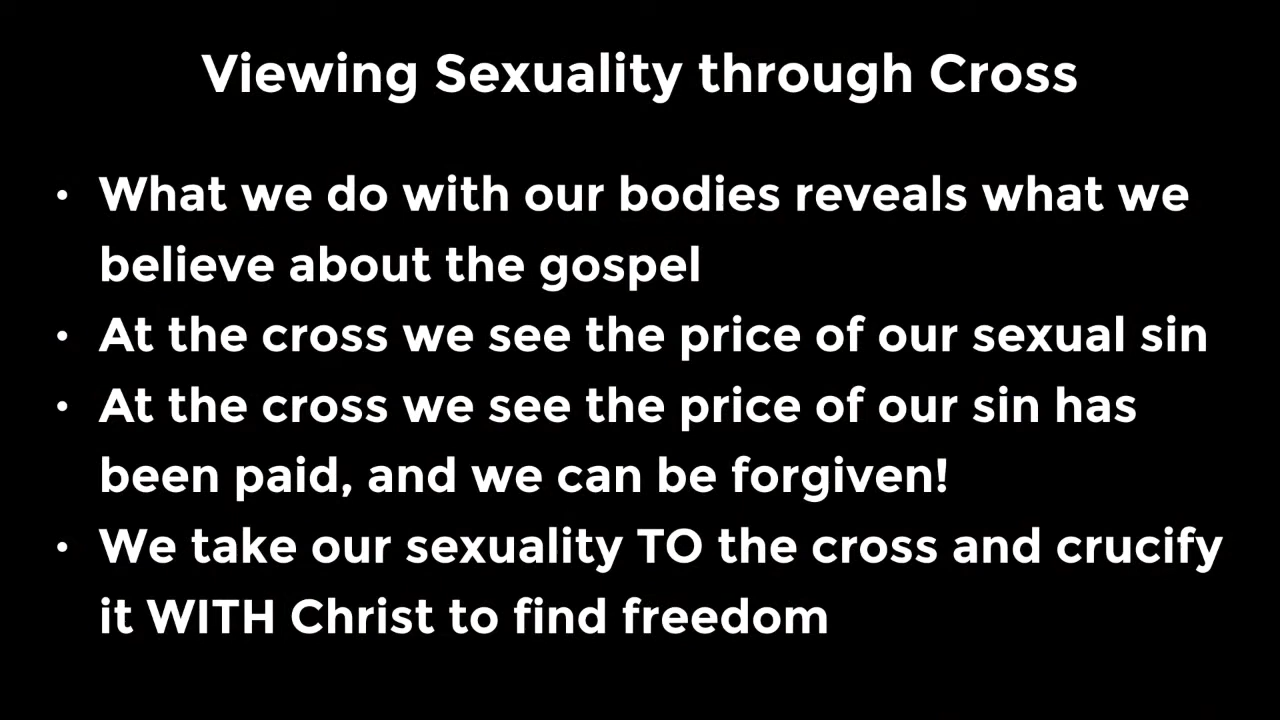 Viewing Sexuality through Cross
• What we do with our bodies reveals what we
believe about the gospel
• At the cross we see the price of our sexual sin
• At the cross we see the price of our sin has
been paid, and we can be forgiven!
• We take our sexuality TO the cross and crucify
it WITH Christ to find freedom